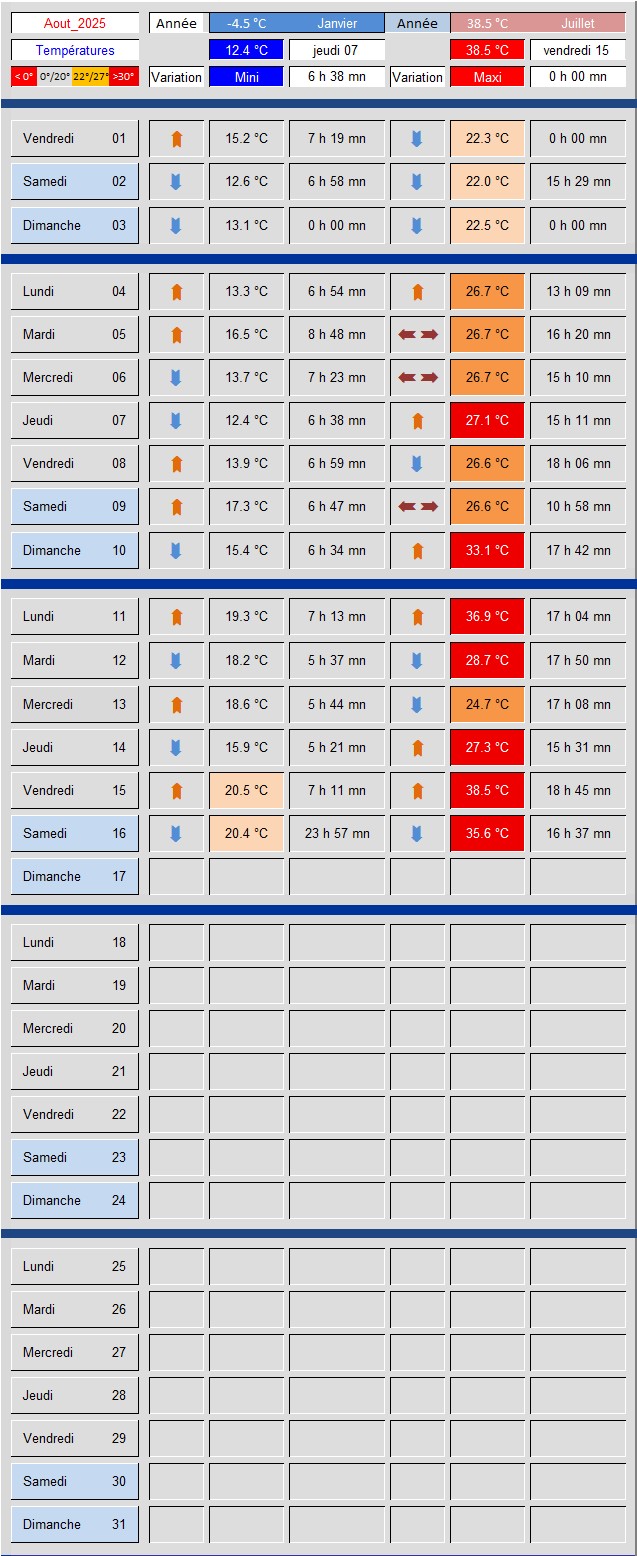 Aout_2025 Année -4.5 °C Janvier Année 38.5 °C Juillet
Températures 12.4 °C jeudi 07 38.5 °C vendredi 15
< 0° 0°/20° 22°/27° >30° Variation Mini 6 h 38 mn Variation Maxi 0 h 00 mn
Vendredi 01 15.2 °C 7 h 19 mn 22.3 °C 0 h 00 mn
Samedi 02 12.6 °C 6 h 58 mn 22.0 °C 15 h 29 mn
Dimanche 03 13.1 °C 0 h 00 mn 22.5 °C 0 h 00 mn
Lundi 04 13.3 °C 6 h 54 mn 26.7 °C 13 h 09 mn
Mardi 05 16.5 °C 8 h 48 mn 26.7 °C 16 h 20 mn
Mercredi 06 13.7 °C 7 h 23 mn 26.7 °C 15 h 10 mn
Jeudi 07 12.4 °C 6 h 38 mn 27.1 °C 15 h 11 mn
Vendredi 08 13.9 °C 6 h 59 mn 26.6 °C 18 h 06 mn
Samedi 09 17.3 °C 6 h 47 mn 26.6 °C 10 h 58 mn
Dimanche 10 15.4 °C 6 h 34 mn 33.1 °C 17 h 42 mn
Lundi 11 19.3 °C 7 h 13 mn 36.9 °C 17 h 04 mn
Mardi 12 18.2 °C 5 h 37 mn 28.7 °C 17 h 50 mn
Mercredi 13 18.6 °C 5 h 44 mn 24.7 °C 17 h 08 mn
Jeudi 14 15.9 °C 5 h 21 mn 27.3 °C 15 h 31 mn
Vendredi 15 20.5 °C 7 h 11 mn 38.5 °C 18 h 45 mn
Samedi 16 20.4 °C 23 h 57 mn 35.6 °C 16 h 37 mn
Dimanche 17
Lundi 18
Mardi 19
Mercredi 20
Jeudi 21
Vendredi 22
Samedi 23
Dimanche 24
Lundi 25
Mardi 26
Mercredi 27
Jeudi 28
Vendredi 29
Samedi 30
Dimanche 31